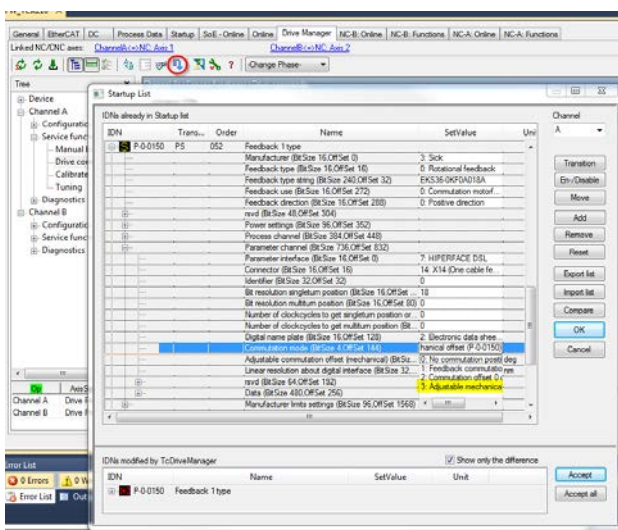 General EtherCAT DC Process Data Startup SoE - Online Online Drive Manager NC-B: Online NC-B: Functions NC-A: Online NC-A: Functions
Linked NC/CNC axes: ChannelA<->NC: Axis 1 ChannelB<->NC: Axis 2
? -Change Phase-
Tree
Device
Channel A
Configuratic
Service func
Manual
Drive cor
Calibrate
Tuning
Diagnostics
Channel B
Configuratic
Service func
Diagnostics
Startup List
IDNs already in Startup list
Channel
A
IDN Trans... Order Name SetValue Uni
P-0-0150 PS 052 Feedback 1 type
Manufacturer (BitSize 16,OffSet 0) 3: Sick
Feedback type (BitSize 16,OffSet 16) 0: Rotational feedback
Feedback type string (BitSize 240,OffSet 32) EKS36-0KF0A018A
Feedback use (BitSize 16,OffSet 272) 0: Commutation motorf...
Feedback direction (BitSize 16,OffSet 288) 0: Positive direction
rsvd (BitSize 48,OffSet 304)
Power settings (BitSize 96,OffSet 352)
Process channel (BitSize 384,OffSet 448)
Parameter channel (BitSize 736,OffSet 832)
Parameter interface (BitSize 16,OffSet 0) 7: HIPERFACE DSL
Connector (BitSize 16,OffSet 16) 14: X14 (One cable fe...
Identifier (BitSize 32,OffSet 32) 0
Bit resolution singleturn position (BitSize 16,OffSet ... 18
Bit resolution multiturn position (BitSize 16,OffSet 80) 0
Number of clockcycles to get singleturn position or... 0
Number of clockcycles to get multiturn position (Bit... 0
Digital name plate (BitSize 16,OffSet 128) 2: Electronic data shee...
Commutation mode (BitSize 4,OffSet 144) hanical offset (P-0-0150)
Adjustable commutation offset (mechanical) (BitSiz... 0: No commutation positi deg
Linear resolution about digital interface (BitSize 32... 1: Feedback commutatio nm
2: Commutation offset 0
rsvd (BitSize 64,OffSet 192) 3: Adjustable mechanica
Data (BitSize 480,OffSet 256)
Manufacturer limits settings (BitSize 96,OffSet 1568)
Transition
En-/Disable
Move
Add
Remove
Reset
Export list
Import list
Compare
OK
Cancel
Op Axis S
Channel A Drive
Channel B Drive
IDNs modified by TcDriveManager Show only the difference
IDN Name SetValue Unit
P-0-0150 Feedback 1 type
Accept
Accept all
Error List
0 Errors 0 W
Error List Out